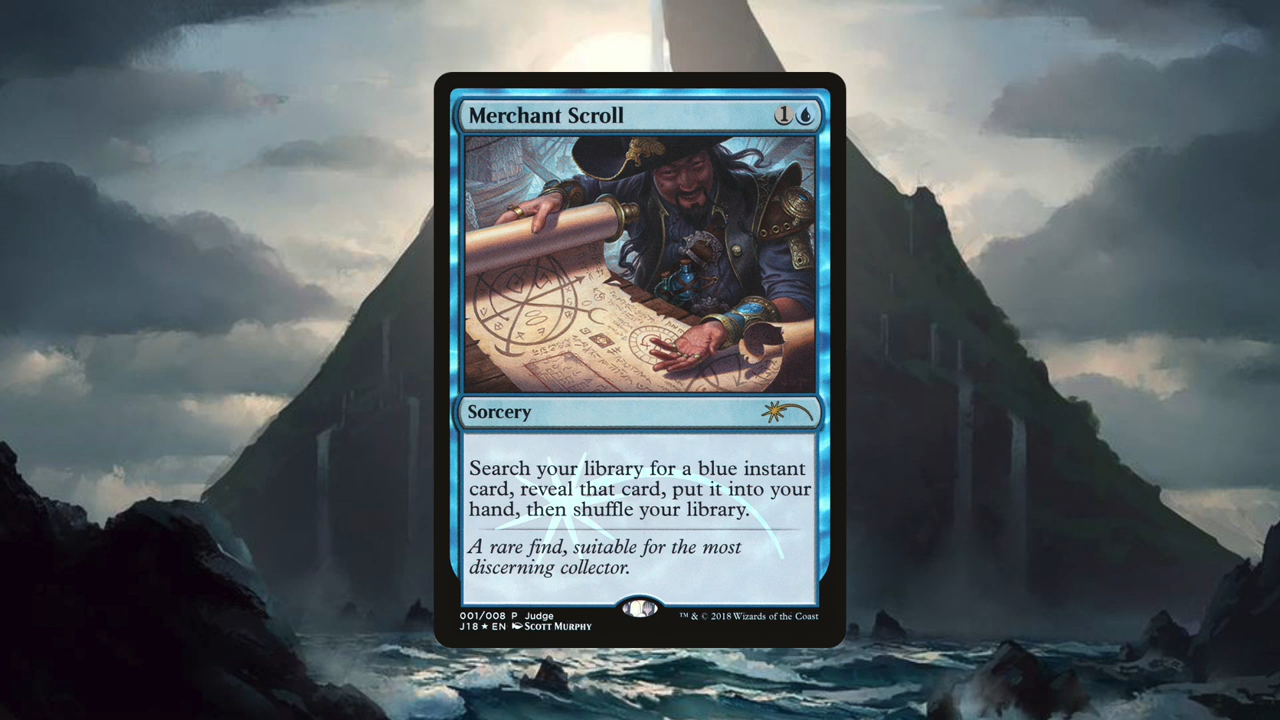 Merchant Scroll 1
Sorcery
Search your library for a blue instant
card, reveal that card, put it into your
hand, then shuffle your library.
A rare find, suitable for the most
discerning collector.
001/008 P Judge
J18 ★ EN Scott Murphy
™ & © 2018 Wizards of the Coast